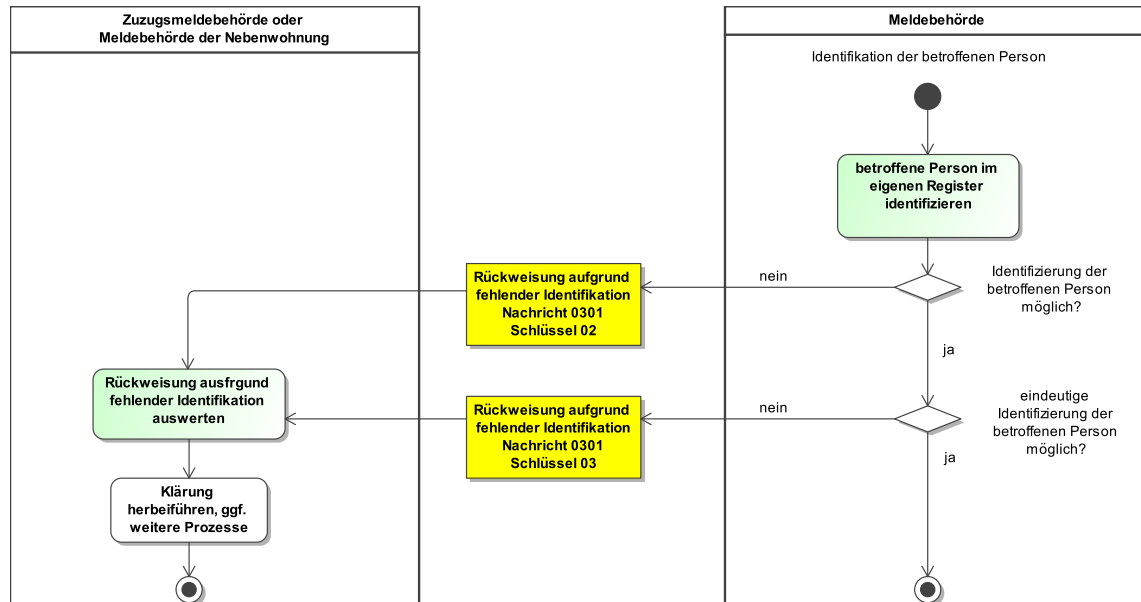 Zuzugsmeldebehörde oder
Meldebehörde der Nebenwohnung
Meldebehörde
Identifikation der betroffenen Person
betroffene Person im
eigenen Register
identifizieren
Identifizierung der
betroffenen Person
möglich?
nein
Rückweisung aufgrund
fehlender Identifikation
Nachricht 0301
Schlüssel 02
ja
eindeutige
Identifizierung der
betroffenen Person
möglich?
nein
Rückweisung aufgrund
fehlender Identifikation
Nachricht 0301
Schlüssel 03
ja
Rückweisung ausfrgund
fehlender Identifikation
auswerten
Klärung
herbeiführen, ggf.
weitere Prozesse